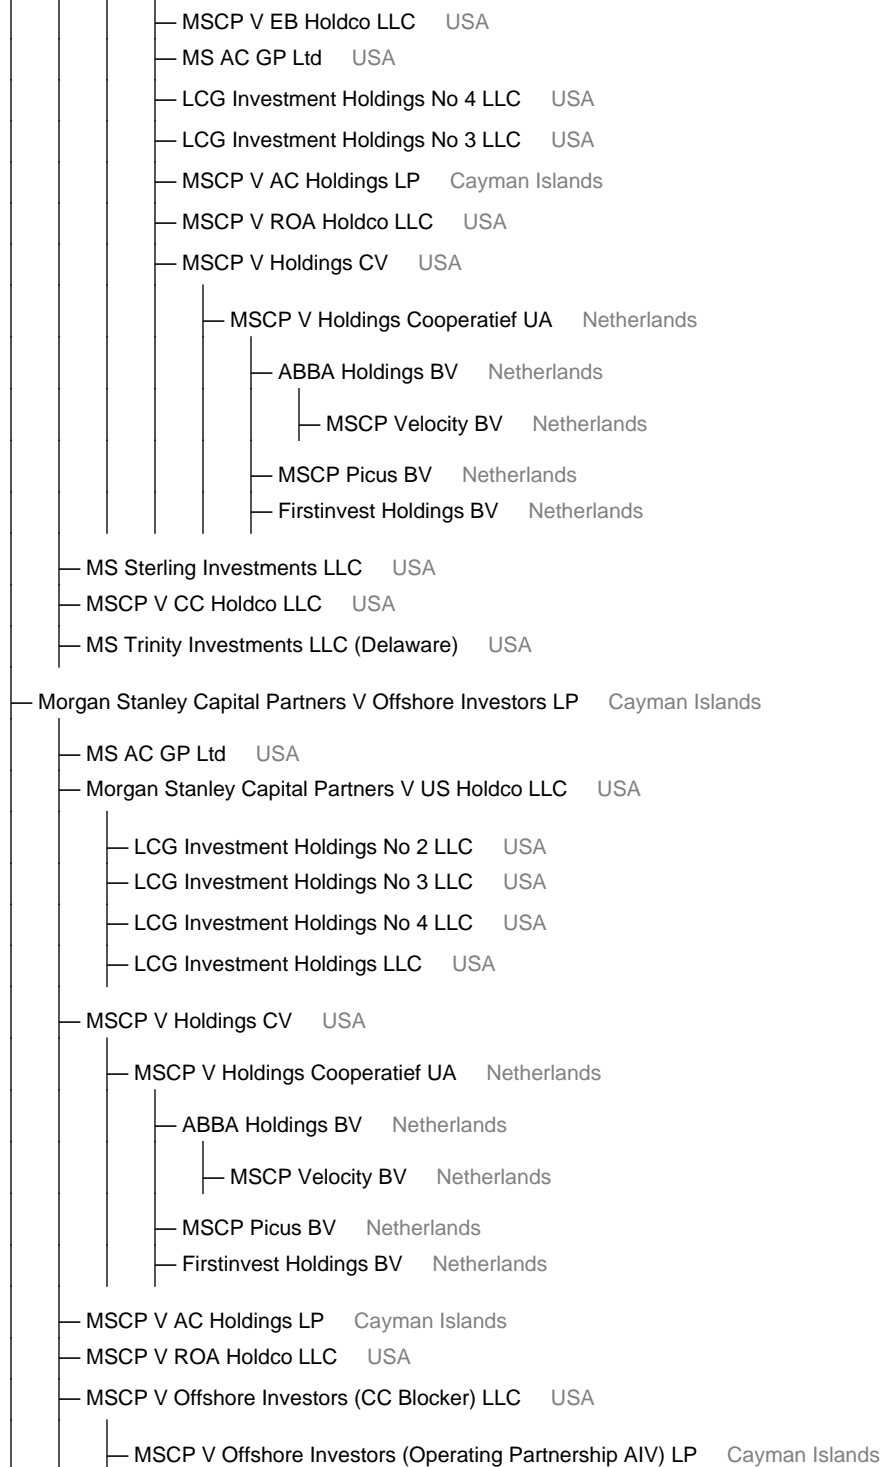 MSCP V EB Holdco LLC USA
MS AC GP Ltd USA
LCG Investment Holdings No 4 LLC USA
LCG Investment Holdings No 3 LLC USA
MSCP V AC Holdings LP Cayman Islands
MSCP V ROA Holdco LLC USA
MSCP V Holdings CV USA
MSCP V Holdings Cooperatief UA Netherlands
ABBA Holdings BV Netherlands
MSCP Velocity BV Netherlands
MSCP Picus BV Netherlands
Firstinvest Holdings BV Netherlands
MS Sterling Investments LLC USA
MSCP V CC Holdco LLC USA
MS Trinity Investments LLC (Delaware) USA
Morgan Stanley Capital Partners V Offshore Investors LP Cayman Islands
MS AC GP Ltd USA
Morgan Stanley Capital Partners V US Holdco LLC USA
LCG Investment Holdings No 2 LLC USA
LCG Investment Holdings No 3 LLC USA
LCG Investment Holdings No 4 LLC USA
LCG Investment Holdings LLC USA
MSCP V Holdings CV USA
MSCP V Holdings Cooperatief UA Netherlands
ABBA Holdings BV Netherlands
MSCP Velocity BV Netherlands
MSCP Picus BV Netherlands
Firstinvest Holdings BV Netherlands
MSCP V AC Holdings LP Cayman Islands
MSCP V ROA Holdco LLC USA
MSCP V Offshore Investors (CC Blocker) LLC USA
MSCP V Offshore Investors (Operating Partnership AIV) LP Cayman Islands